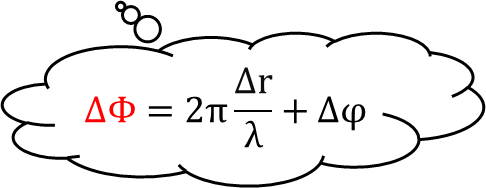 ΔΦ = 2π Δr/λ + Δφ